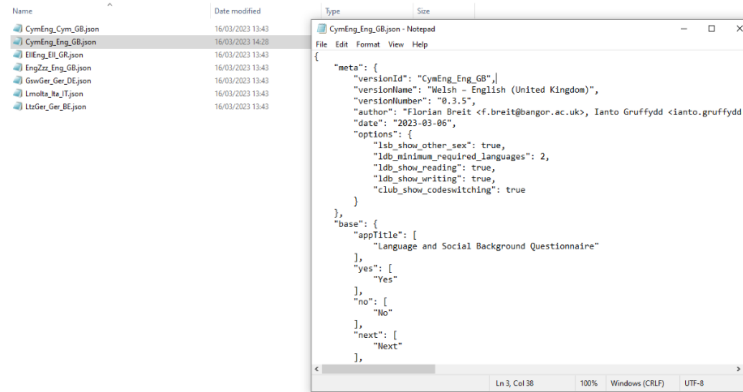 Name Date modified Type Size
CymEng_Cym_GB.json 16/03/2023 13:43
CymEng_Eng_GB.json 16/03/2023 14:28
EllEng_Ell_GR.json 16/03/2023 13:43
EngZzz_Eng_GB.json 16/03/2023 13:43
GswGer_Ger_DE.json 16/03/2023 13:43
LmoIta_Ita_IT.json 16/03/2023 13:43
LtzGer_Ger_BE.json 16/03/2023 13:43
CymEng_Eng_GB.json - Notepad
File Edit Format View Help
{
"meta": {
"versionId": "CymEng_Eng_GB",
"versionName": "Welsh – English (United Kingdom)",
"versionNumber": "0.3.5",
"author": "Florian Breit <f.breit@bangor.ac.uk>, Ianto Gruffydd <ianto.gruffydd
"date": "2023-03-06",
"options": {
"lsb_show_other_sex": true,
"ldb_minimum_required_languages": 2,
"ldb_show_reading": true,
"ldb_show_writing": true,
"club_show_codeswitching": true
}
},
"base": {
"appTitle": [
"Language and Social Background Questionnaire"
],
"yes": [
"Yes"
],
"no": [
"No"
],
"next": [
"Next"
],
Ln 3, Col 38 100% Windows (CRLF) UTF-8